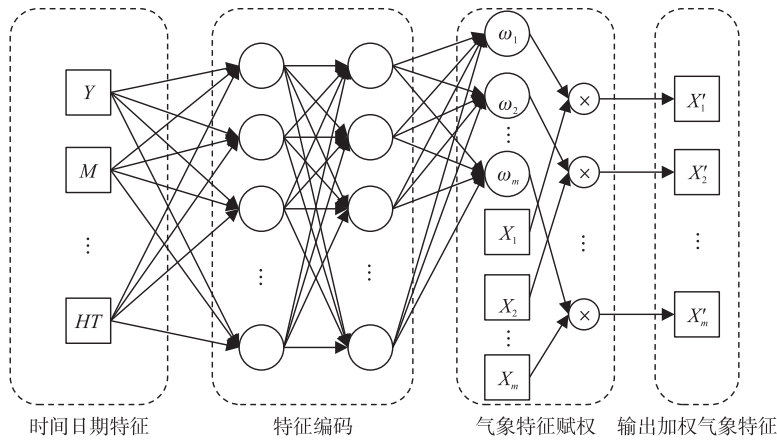 Y
M
⋮
HT
⋮
⋮
ω1
ω2
⋮
ωm
X1
X2
⋮
Xm
×
×
⋮
×
X′1
X′2
⋮
X′m
时间日期特征
特征编码
气象特征赋权
输出加权气象特征